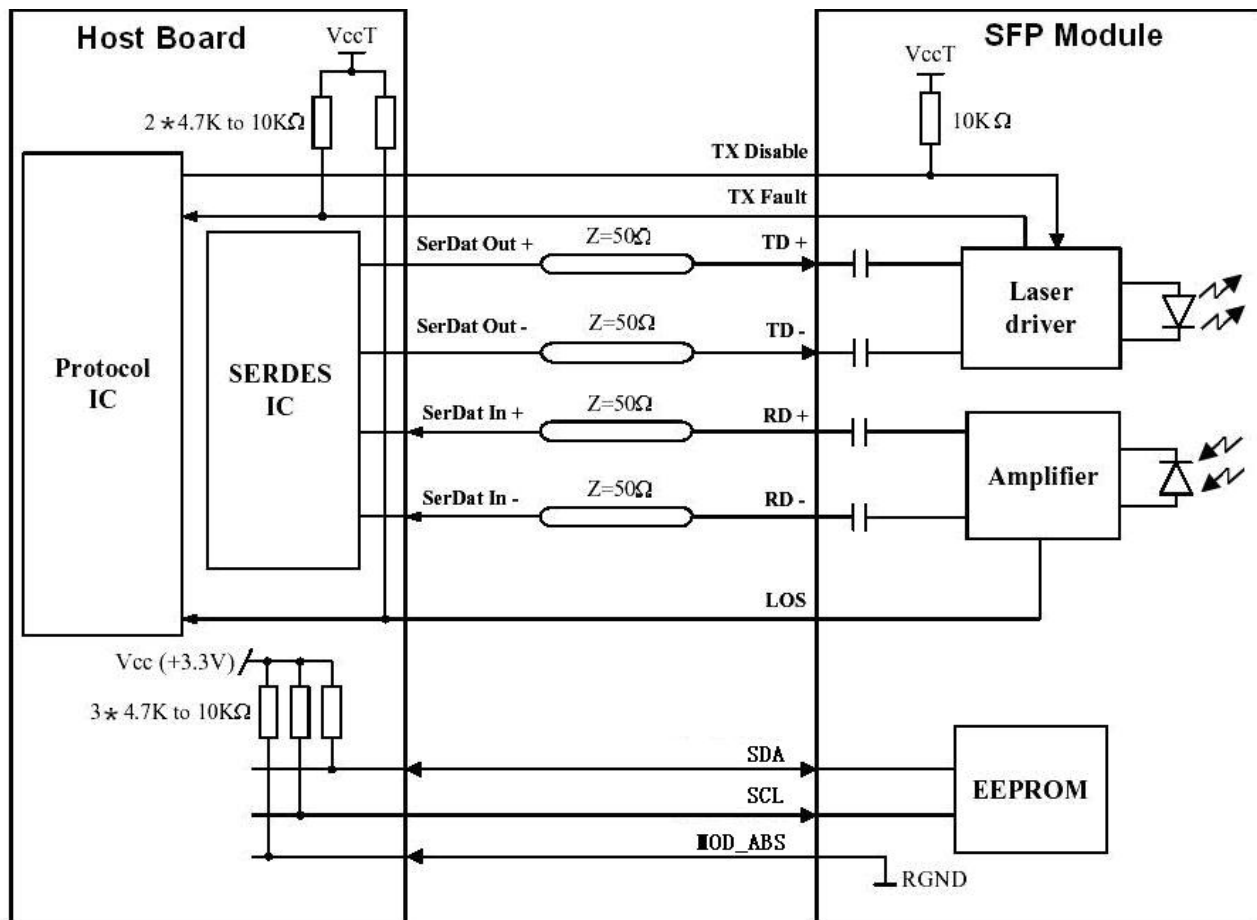 Host Board
SFP Module
VccT
VccT
2*4.7K to 10KΩ
10KΩ
TX Disable
TX Fault
SerDat Out +
Z=50Ω
TD +
Laser
driver
SerDat Out -
Z=50Ω
TD -
Protocol
IC
SERDES
IC
SerDat In +
Z=50Ω
RD +
Amplifier
SerDat In -
Z=50Ω
RD -
LOS
Vcc (+3.3V)
3*4.7K to 10KΩ
SDA
SCL
EEPROM
MOD_ABS
RGND